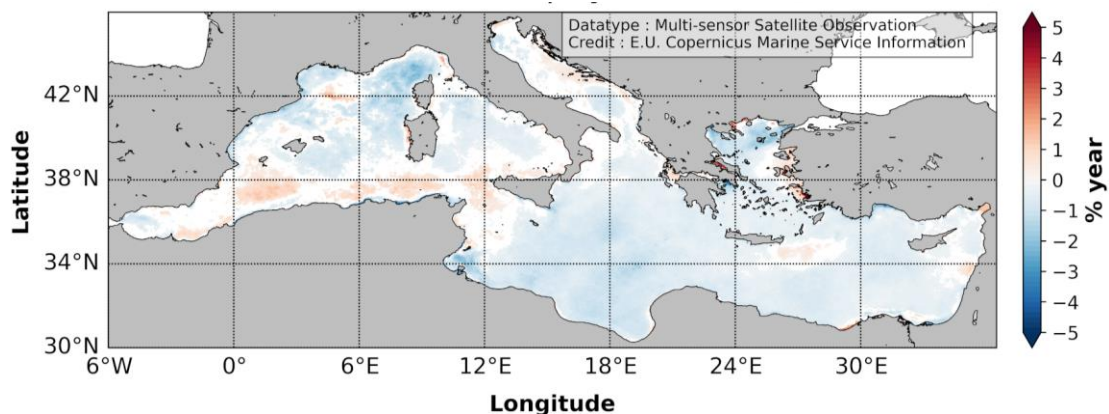 Datatype : Multi-sensor Satellite Observation
Credit : E.U. Copernicus Marine Service Information
42°N
38°N
34°N
30°N
Latitude
6°W 0° 6°E 12°E 18°E 24°E 30°E
Longitude
5
4
3
2
1
0
−1
−2
−3
−4
−5
% year